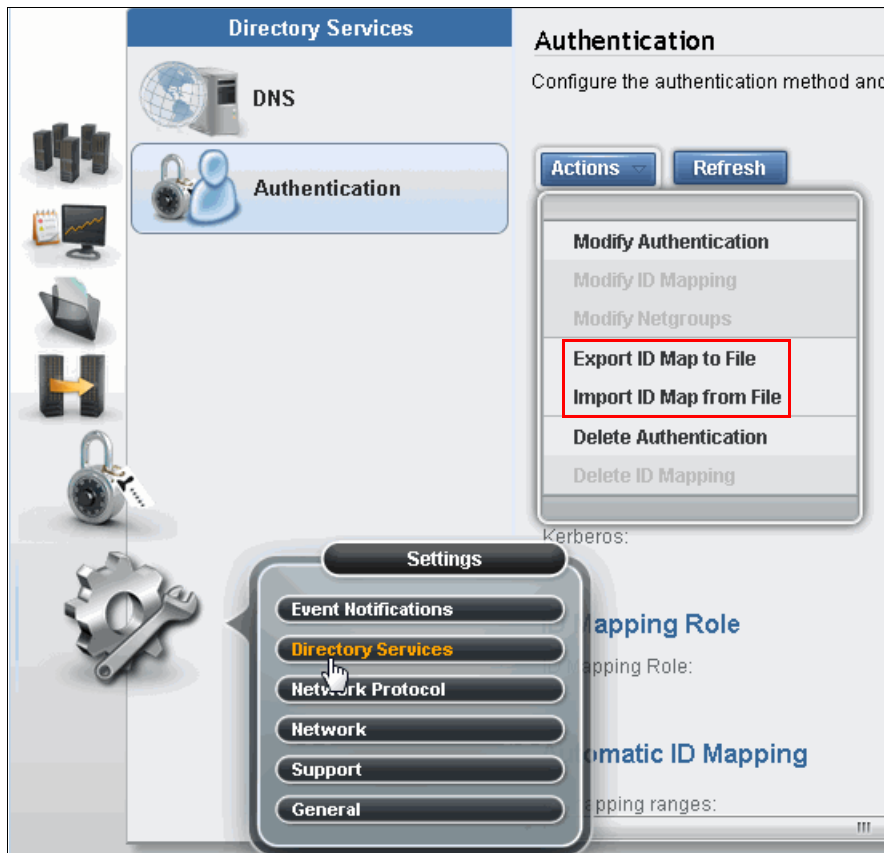 Directory Services
DNS
Authentication
Authentication
Configure the authentication method and
Actions
Refresh
Modify Authentication
Modify ID Mapping
Modify Netgroups
Export ID Map to File
Import ID Map from File
Delete Authentication
Delete ID Mapping
Kerberos:
apping Role
apping Role:
omatic ID Mapping
pping ranges:
Settings
Event Notifications
Directory Services
Network Protocol
Network
Support
General